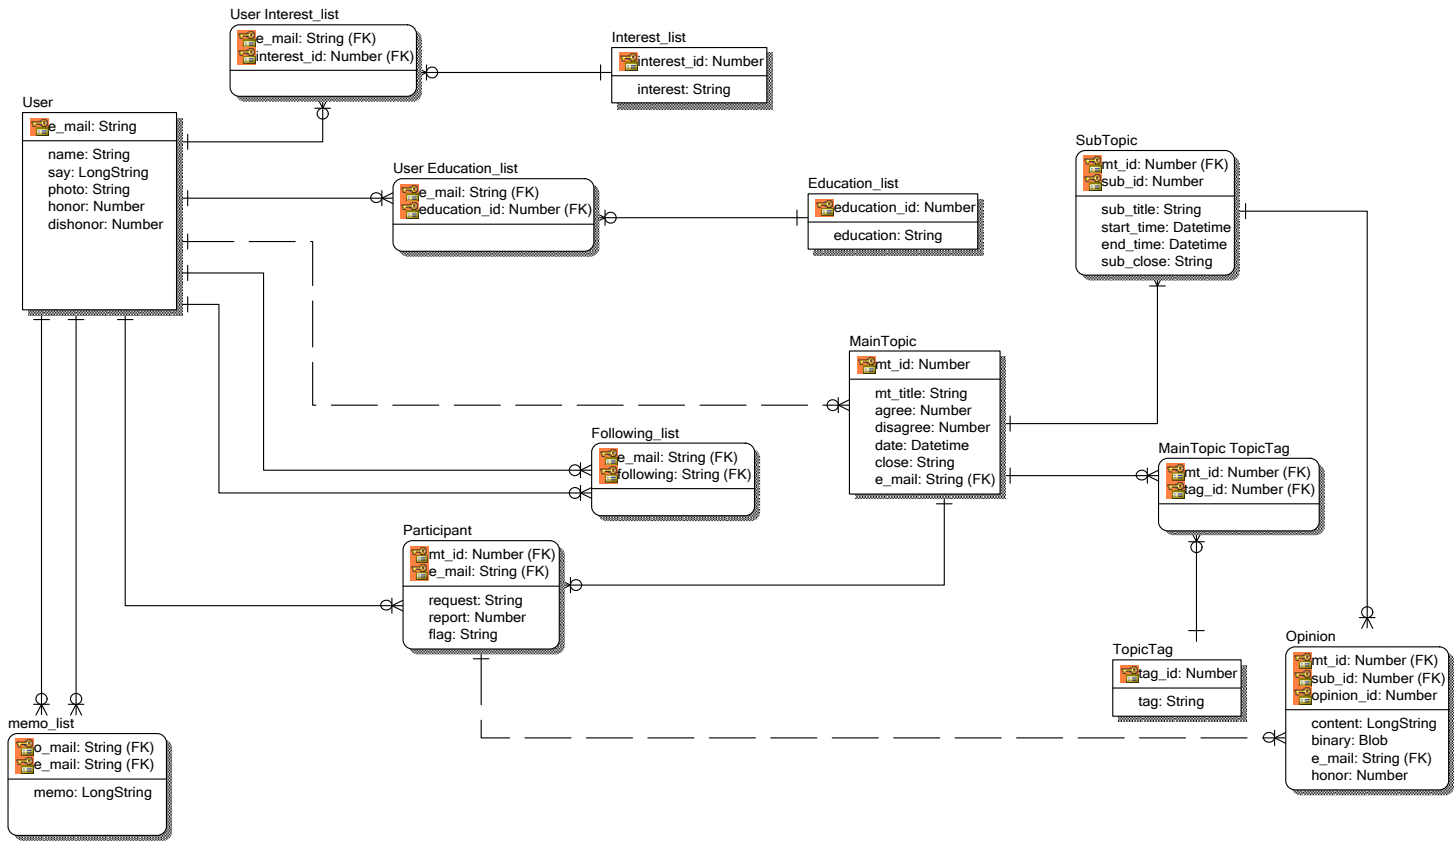 User Interest_list
e_mail: String (FK)
interest_id: Number (FK)
Interest_list
interest_id: Number
interest: String
User
e_mail: String
name: String
say: LongString
photo: String
honor: Number
dishonor: Number
User Education_list
e_mail: String (FK)
education_id: Number (FK)
Education_list
education_id: Number
education: String
SubTopic
mt_id: Number (FK)
sub_id: Number
sub_title: String
start_time: Datetime
end_time: Datetime
sub_close: String
MainTopic
mt_id: Number
mt_title: String
agree: Number
disagree: Number
date: Datetime
close: String
e_mail: String (FK)
Following_list
e_mail: String (FK)
following: String (FK)
MainTopic TopicTag
mt_id: Number (FK)
tag_id: Number (FK)
Participant
mt_id: Number (FK)
e_mail: String (FK)
request: String
report: Number
flag: String
TopicTag
tag_id: Number
tag: String
Opinion
mt_id: Number (FK)
sub_id: Number (FK)
opinion_id: Number
content: LongString
binary: Blob
e_mail: String (FK)
honor: Number
memo_list
o_mail: String (FK)
e_mail: String (FK)
memo: LongString